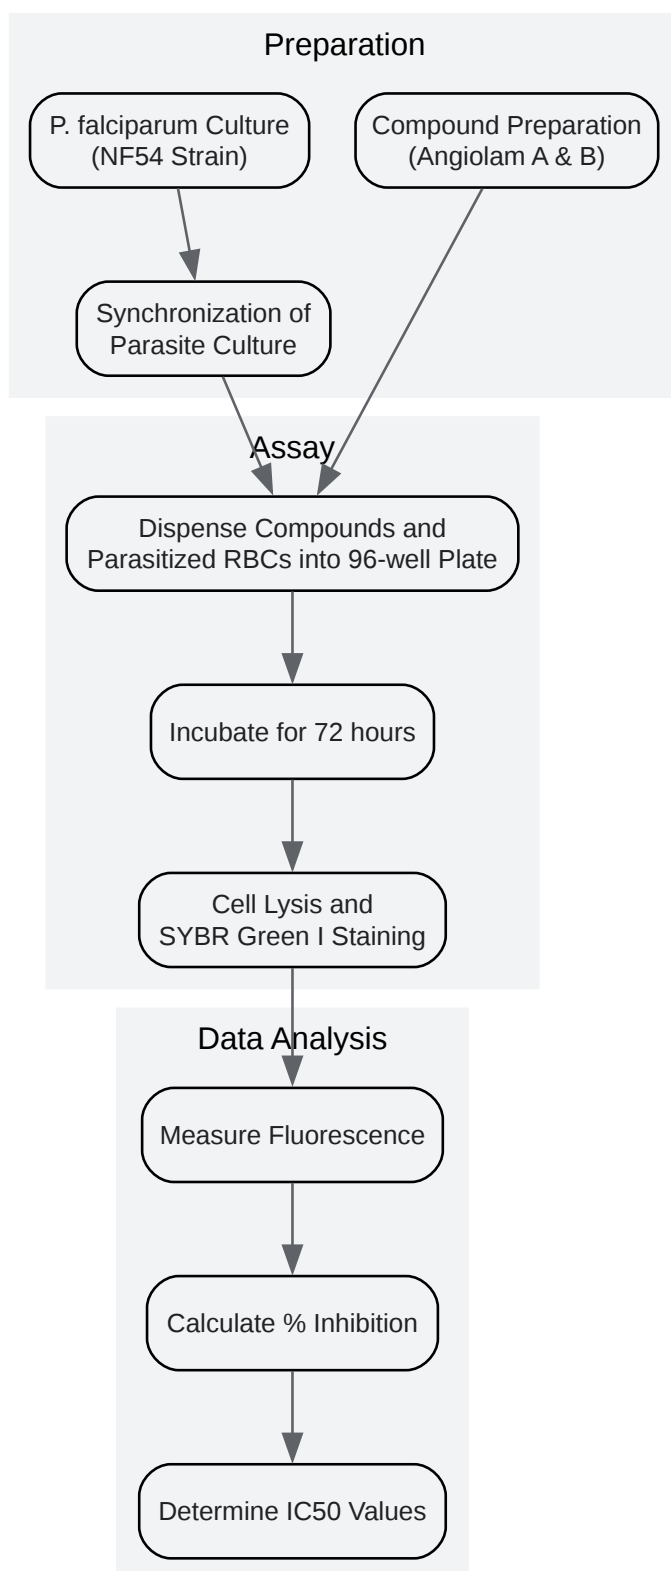 Preparation
P. falciparum Culture
(NF54 Strain)
Compound Preparation
(Angiolam A & B)
Synchronization of
Parasite Culture
Assay
Dispense Compounds and
Parasitized RBCs into 96-well Plate
Incubate for 72 hours
Cell Lysis and
SYBR Green I Staining
Data Analysis
Measure Fluorescence
Calculate % Inhibition
Determine IC50 Values